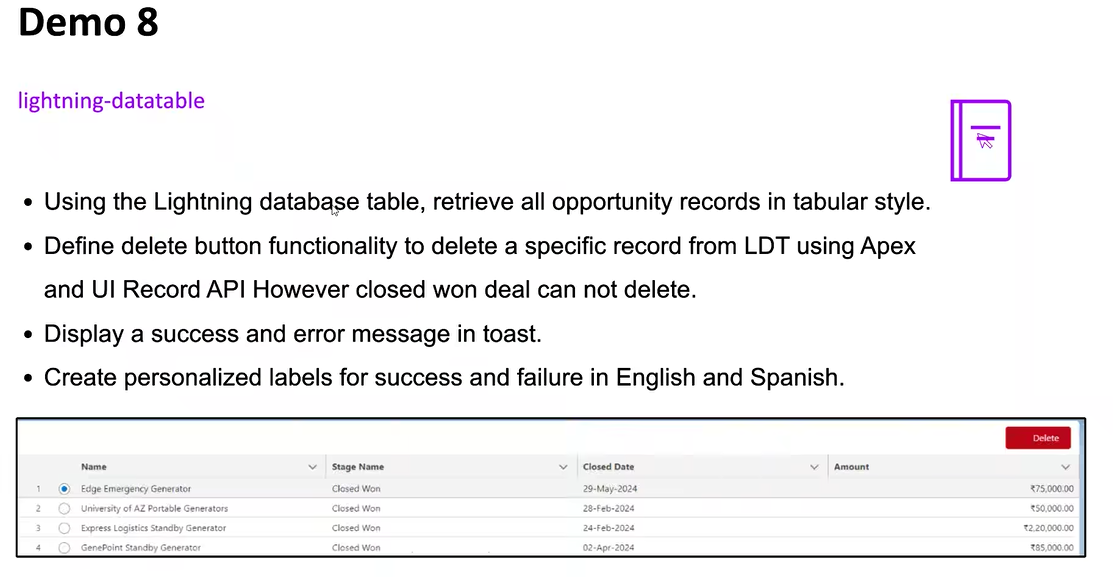 Demo 8
lightning-datatable
• Using the Lightning database table, retrieve all opportunity records in tabular style.
• Define delete button functionality to delete a specific record from LDT using Apex
and UI Record API However closed won deal can not delete.
• Display a success and error message in toast.
• Create personalized labels for success and failure in English and Spanish.
Delete
Name Stage Name Closed Date Amount
1 Edge Emergency Generator Closed Won 29-May-2024 ₹75,000.00
2 University of AZ Portable Generators Closed Won 28-Feb-2024 ₹50,000.00
3 Express Logistics Standby Generator Closed Won 24-Feb-2024 ₹2,20,000.00
4 GenePoint Standby Generator Closed Won 02-Apr-2024 ₹85,000.00